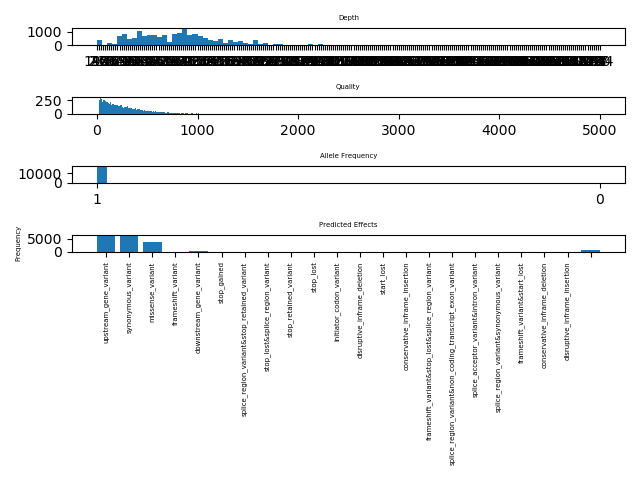 Depth
1000
0
Quality
250
0
0 1000 2000 3000 4000 5000
Allele Frequency
10000
0
1 0
Predicted Effects
Frequency
5000
0
upstream_gene_variant
synonymous_variant
missense_variant
frameshift_variant
downstream_gene_variant
stop_gained
splice_region_variant&stop_retained_variant
stop_lost&splice_region_variant
stop_retained_variant
stop_lost
initiator_codon_variant
disruptive_inframe_deletion
start_lost
conservative_inframe_insertion
frameshift_variant&stop_lost&splice_region_variant
splice_region_variant&non_coding_transcript_exon_variant
splice_acceptor_variant&intron_variant
splice_region_variant&synonymous_variant
frameshift_variant&start_lost
conservative_inframe_deletion
disruptive_inframe_insertion